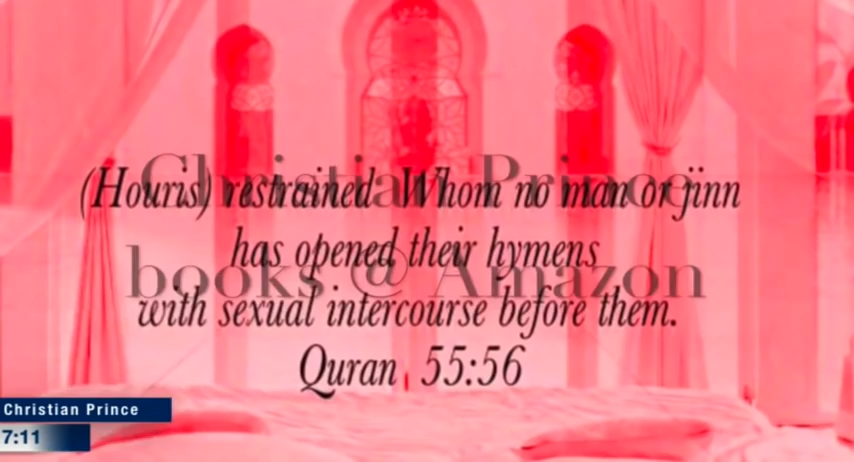 Christian Prince
(Houris) restrained Whom no man or jinn
has opened their hymens
books @ Amazon
with sexual intercourse before them.
Quran 55:56
Christian Prince
7:11